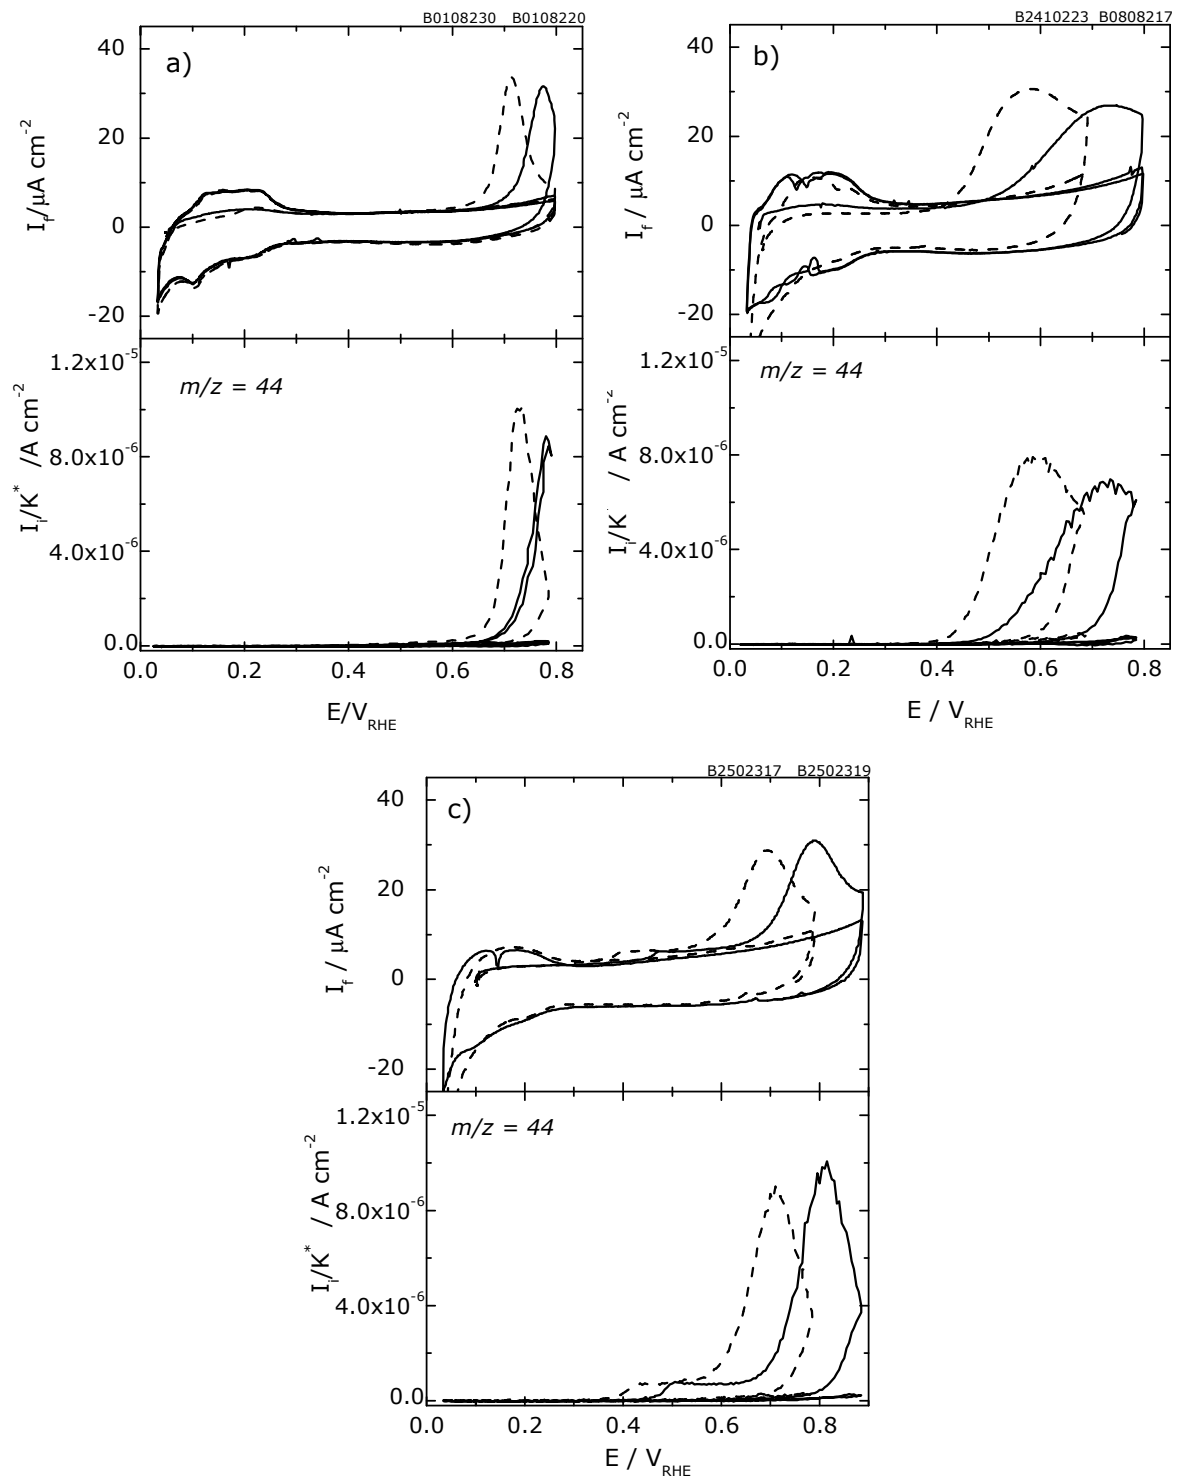 B0108230 B0108220
a)
I_f/μA cm^-2
40
20
0
-20
m/z = 44
I_i/K^* /A cm^-2
1.2x10^-5
8.0x10^-6
4.0x10^-6
0.0
0.0 0.2 0.4 0.6 0.8
E/V_RHE
B2410223 B0808217
b)
I_f / μA cm^-2
40
20
0
-20
m/z = 44
I_i/K / A cm^-2
1.2x10^-5
8.0x10^-6
4.0x10^-6
0.0
0.0 0.2 0.4 0.6 0.8
E / V_RHE
B2502317 B2502319
c)
I_f / μA cm^-2
40
20
0
-20
m/z = 44
I_i/K^* / A cm^-2
1.2x10^-5
8.0x10^-6
4.0x10^-6
0.0
0.0 0.2 0.4 0.6 0.8
E / V_RHE